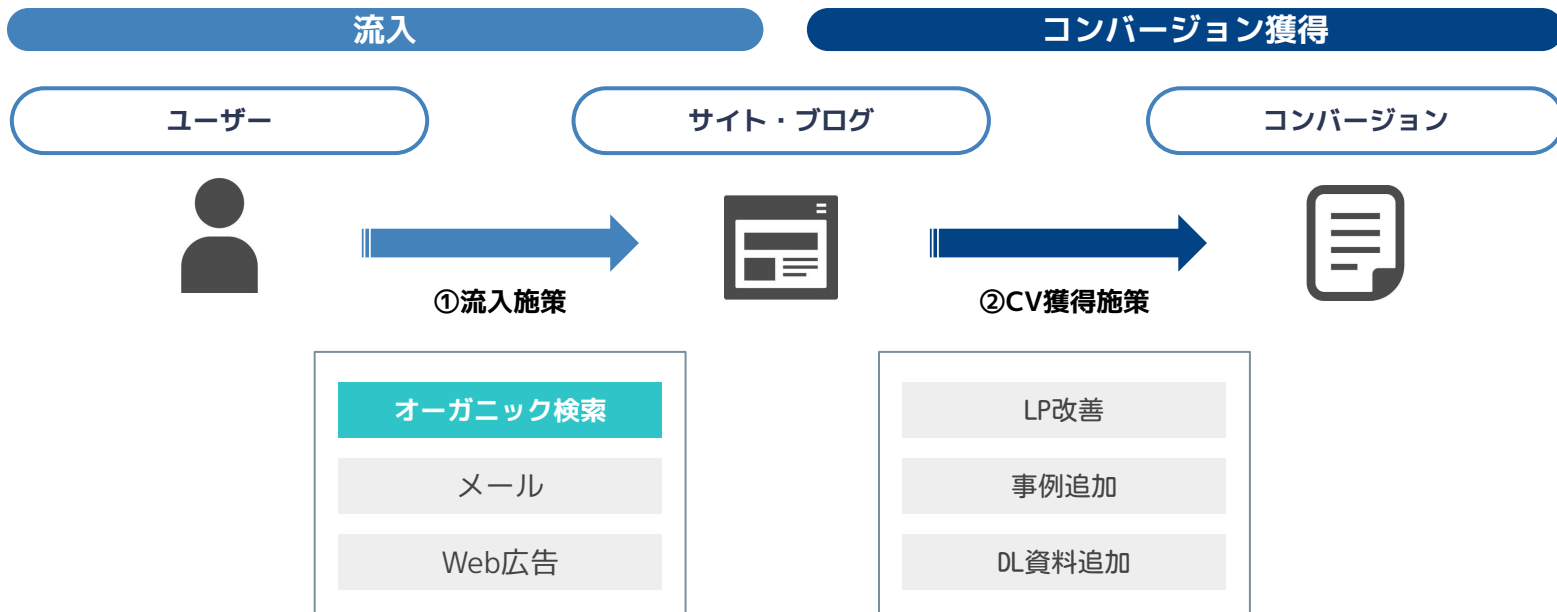 流入
コンバージョン獲得
ユーザー
サイト・ブログ
コンバージョン
①流入施策
②CV獲得施策
オーガニック検索
メール
Web広告
LP改善
事例追加
DL資料追加